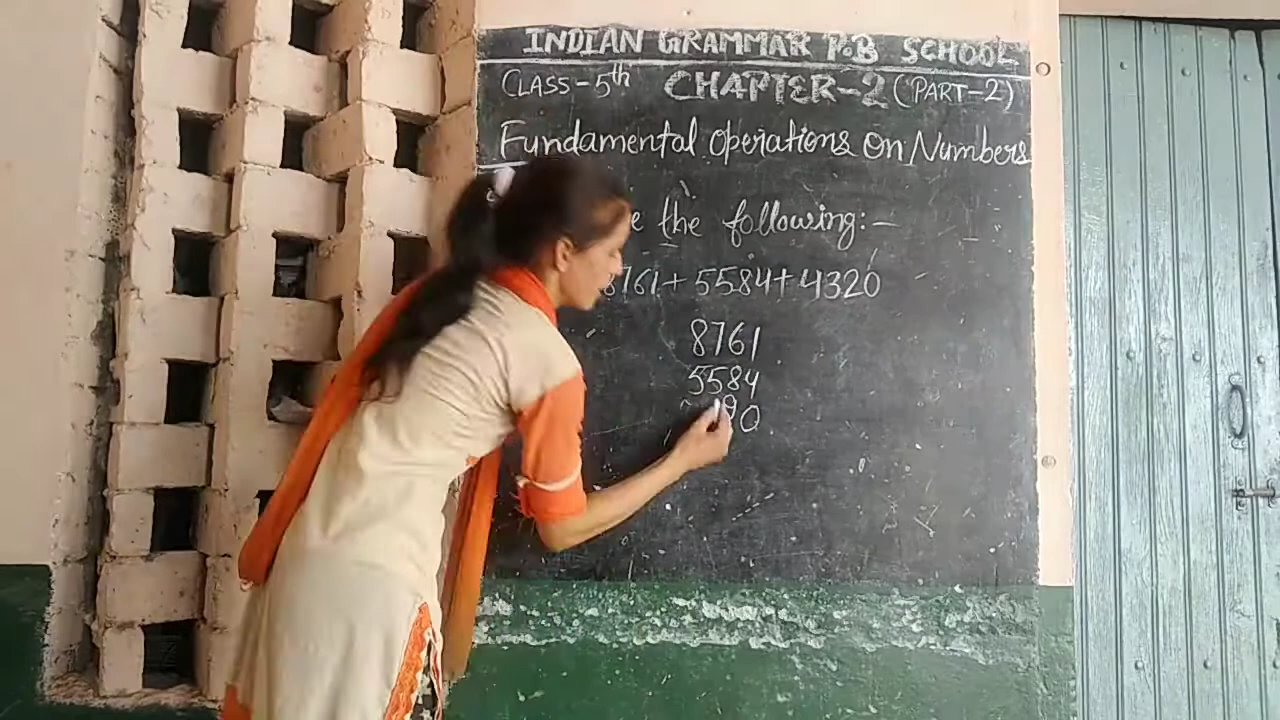 INDIAN GRAMMAR P.B SCHOOL
CLASS-5th CHAPTER-2 (PART-2)
Fundamental Operations On Numbers
the following:-
8761+5584+4320
8761
5584